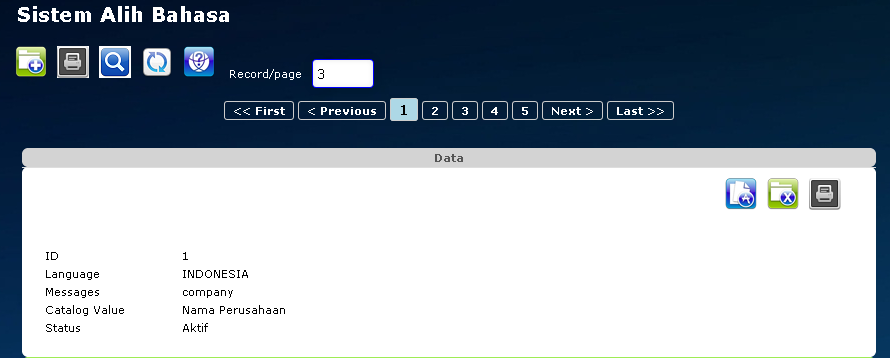 Sistem Alih Bahasa
Record/page 3
<< First < Previous 1 2 3 4 5 Next > Last >>
Data
ID 1
Language INDONESIA
Messages company
Catalog Value Nama Perusahaan
Status Aktif